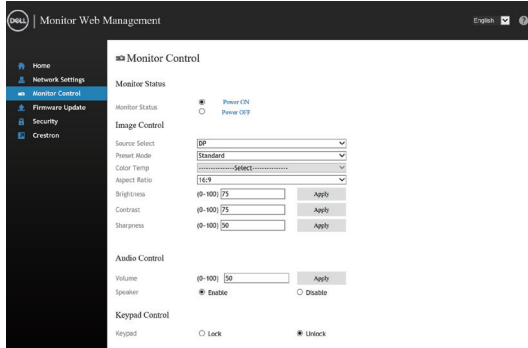 DELL Monitor Web Management English
Home
Network Settings
Monitor Control
Firmware Update
Security
Crestron
Monitor Control
Monitor Status
Monitor Status Power ON
Power OFF
Image Control
Source Select DP
Preset Mode Standard
Color Temp ---------------Select---------------
Aspect Ratio 16:9
Brightness (0~100) 75 Apply
Contrast (0~100) 75 Apply
Sharpness (0~100) 50 Apply
Audio Control
Volume (0~100) 50 Apply
Speaker Enable Disable
Keypad Control
Keypad Lock Unlock